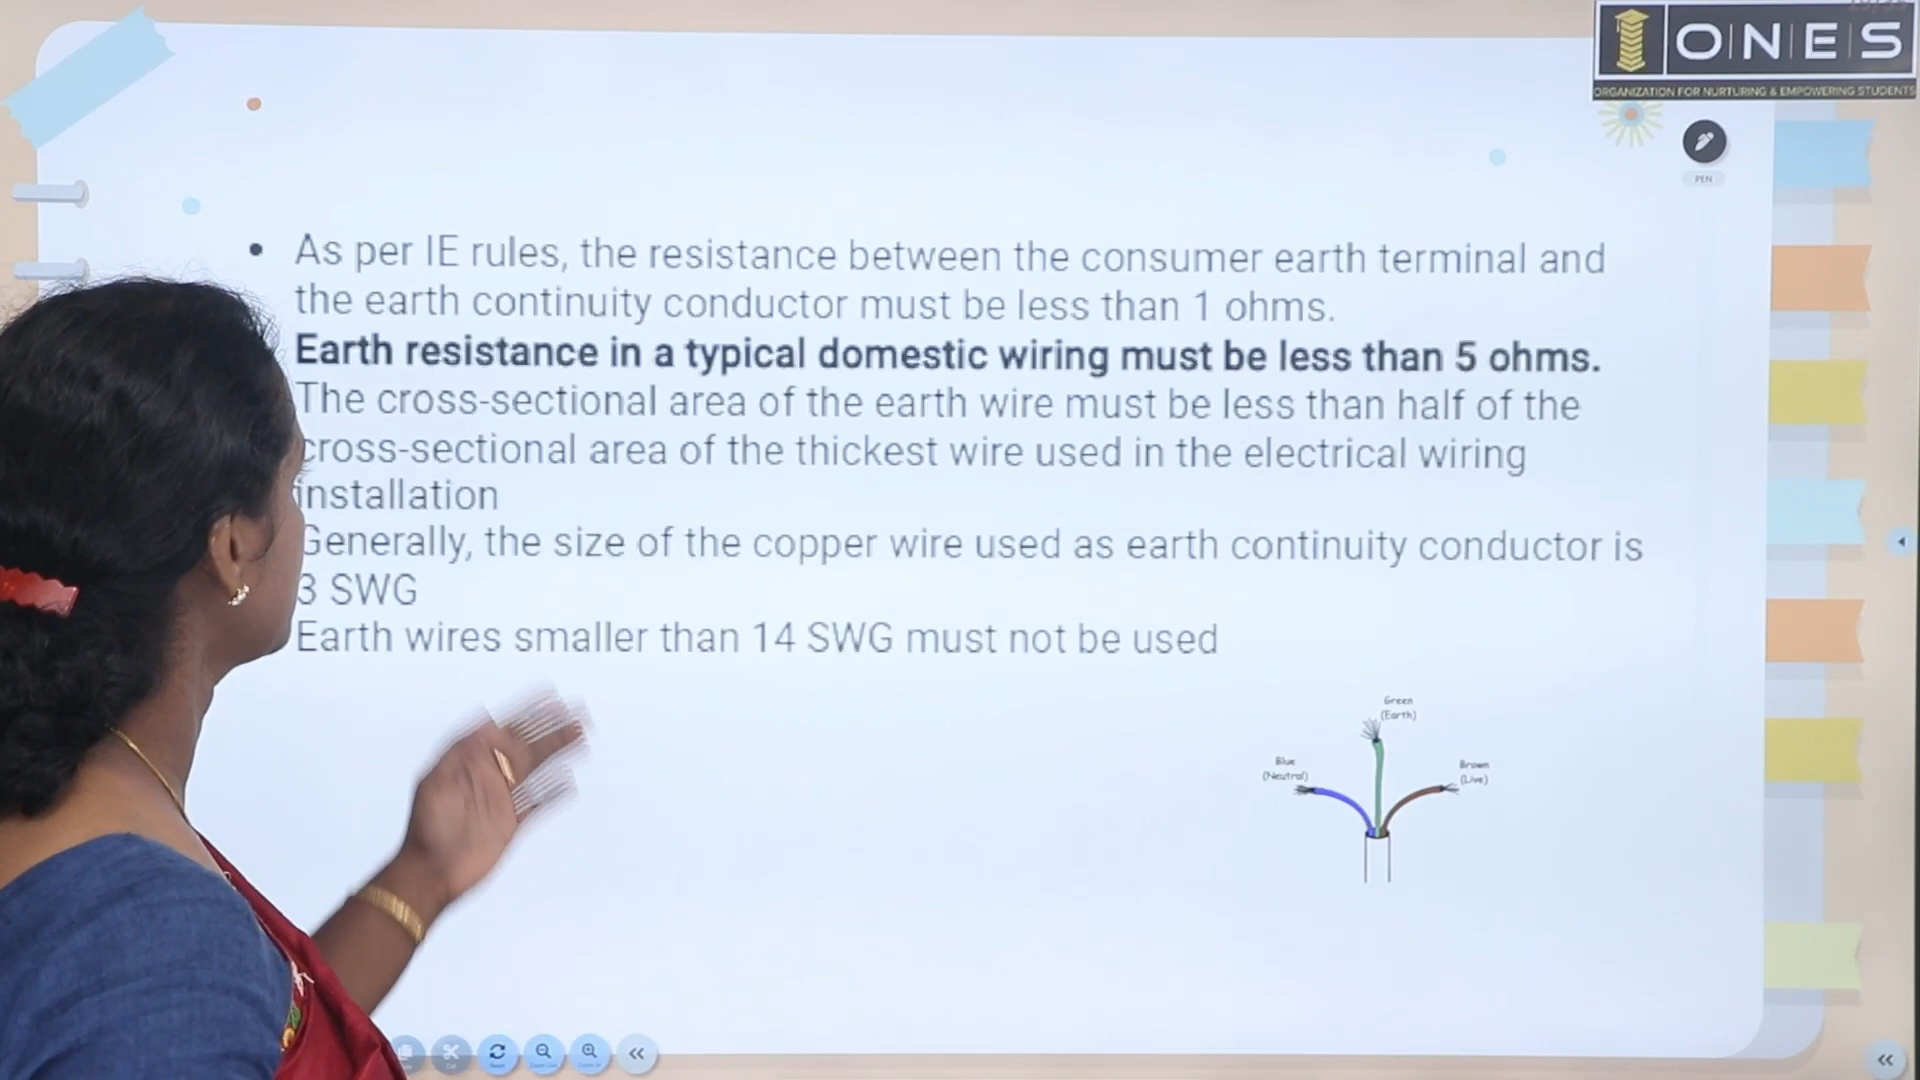 O|N|E|S
ORGANIZATION FOR NURTURING & EMPOWERING STUDENTS
PEN
• As per IE rules, the resistance between the consumer earth terminal and
the earth continuity conductor must be less than 1 ohms.
Earth resistance in a typical domestic wiring must be less than 5 ohms.
The cross-sectional area of the earth wire must be less than half of the
cross-sectional area of the thickest wire used in the electrical wiring
installation
Generally, the size of the copper wire used as earth continuity conductor is
3 SWG
Earth wires smaller than 14 SWG must not be used
Green
(Earth)
Blue
(Neutral)
Brown
(Live)